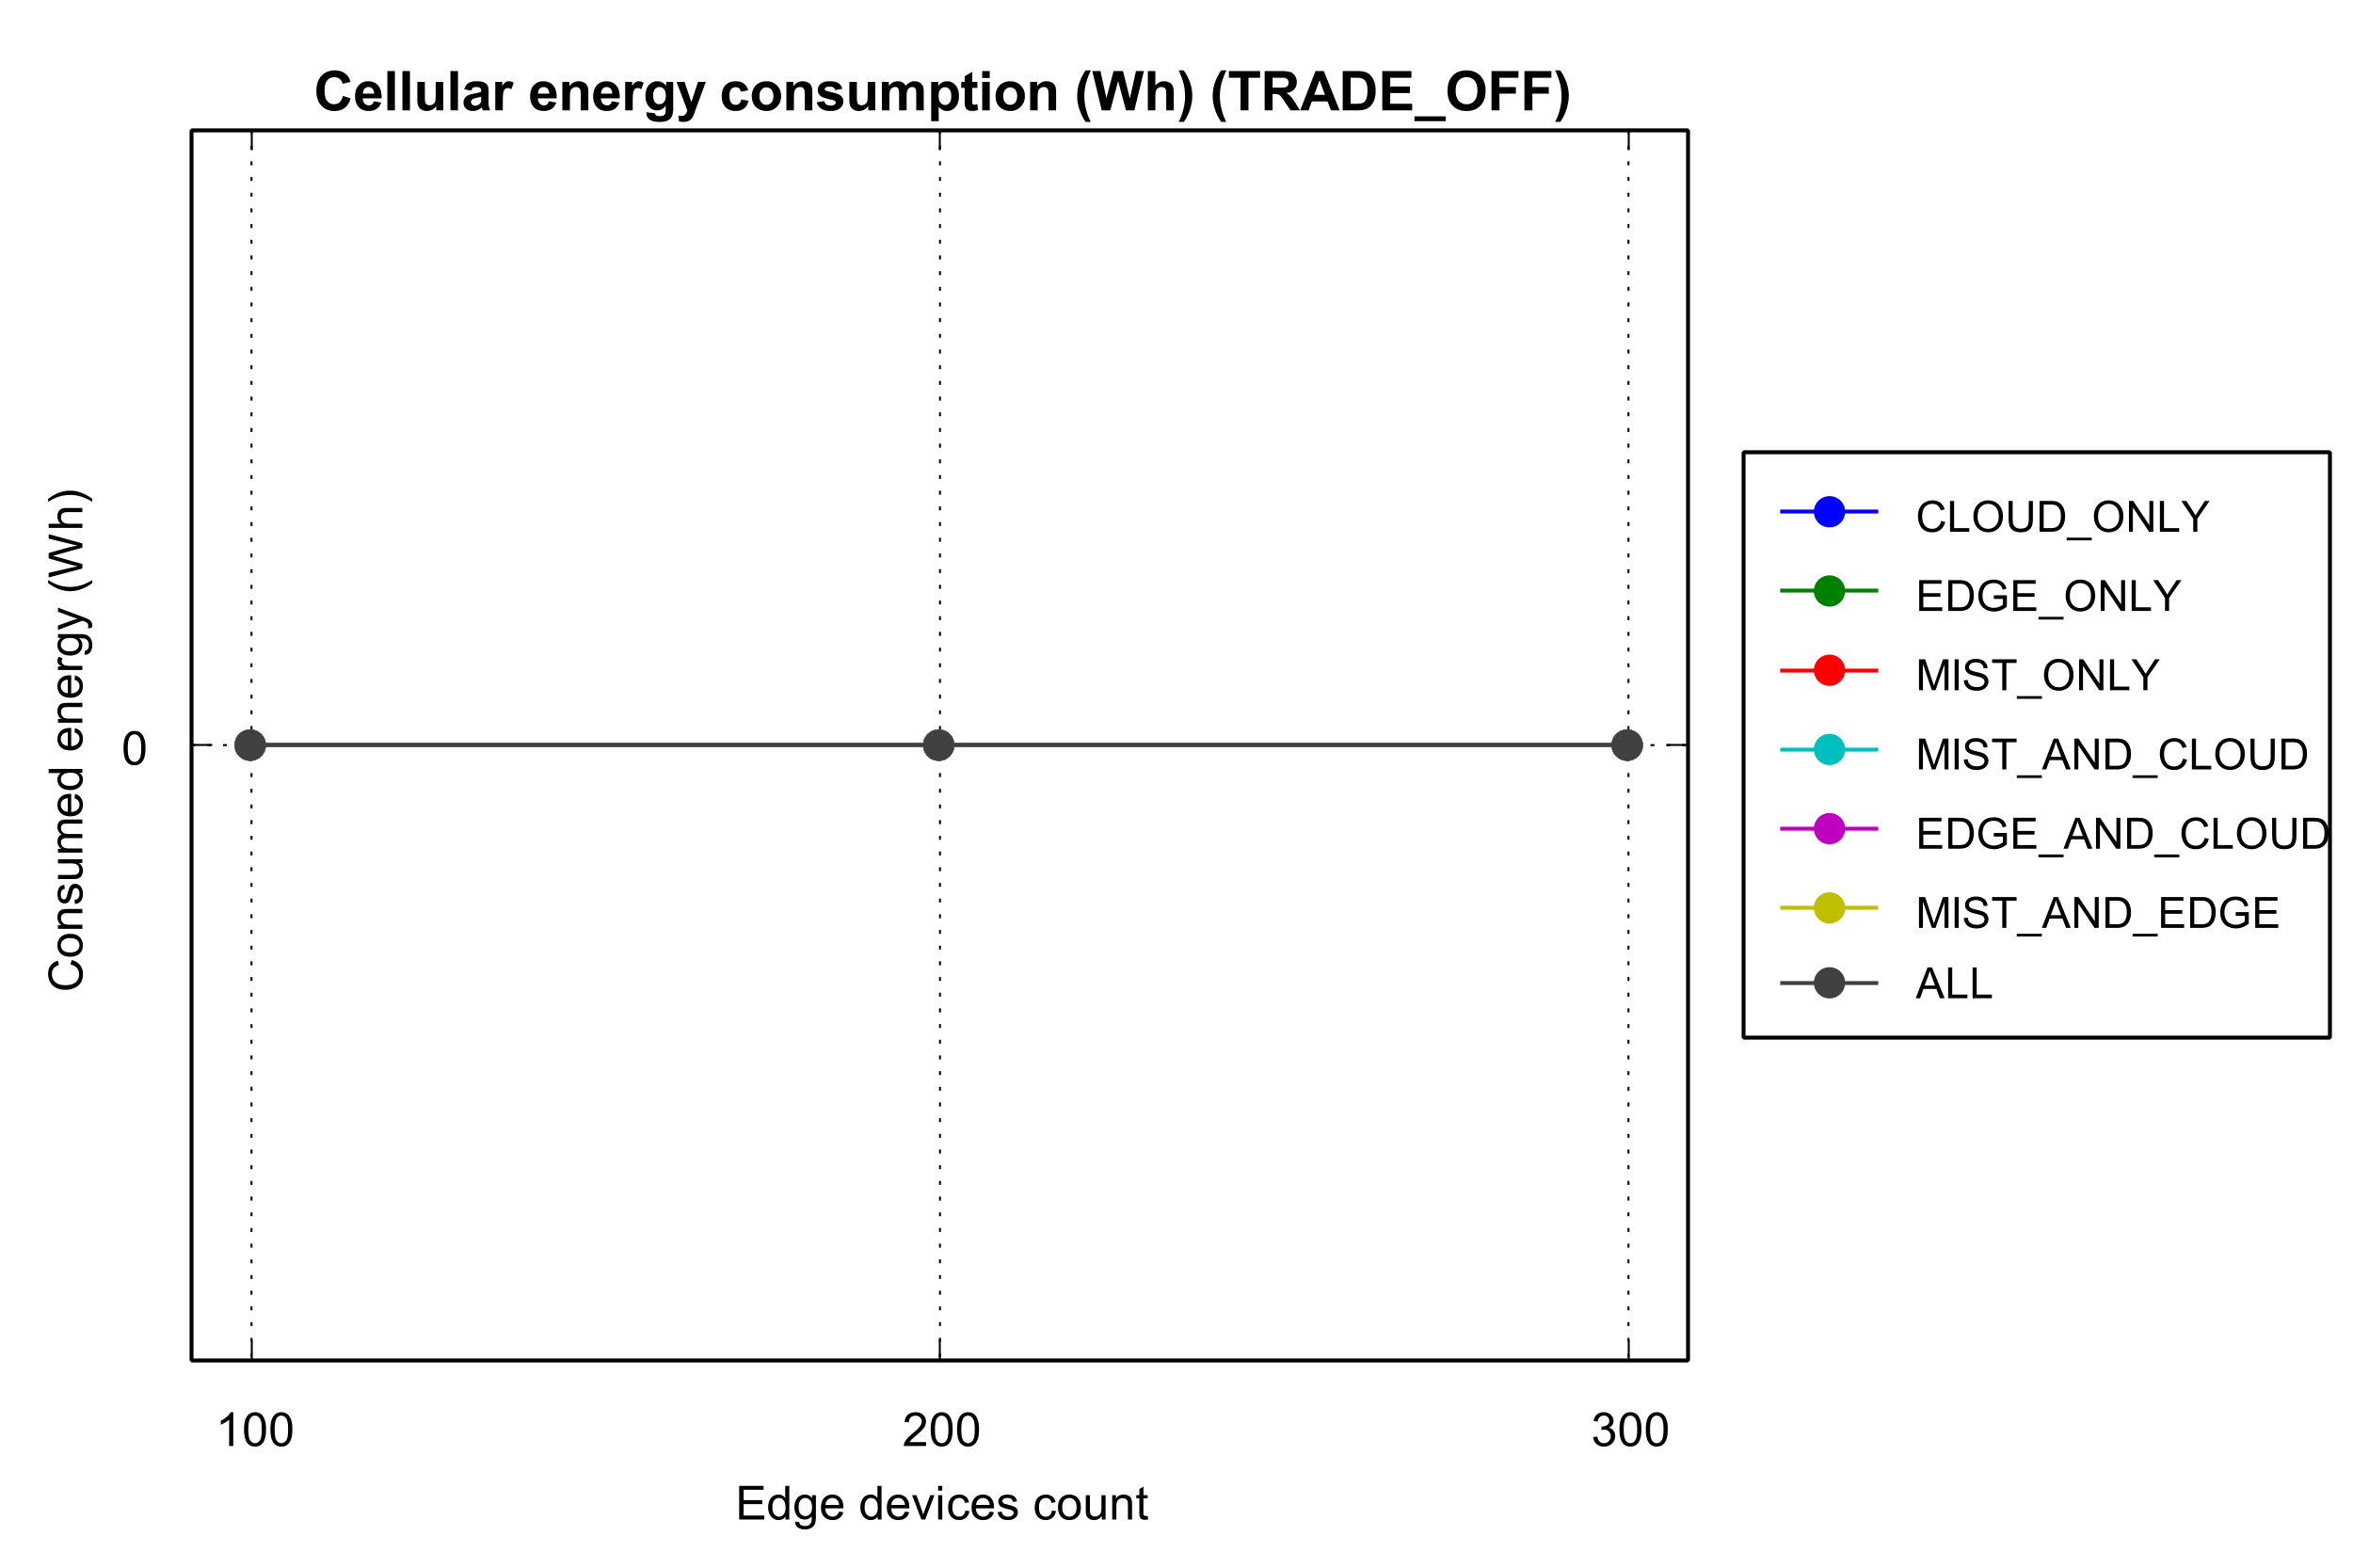 Cellular energy consumption (Wh) (TRADE_OFF)
Consumed energy (Wh)
0
100
200
300
Edge devices count
CLOUD_ONLY
EDGE_ONLY
MIST_ONLY
MIST_AND_CLOUD
EDGE_AND_CLOUD
MIST_AND_EDGE
ALL